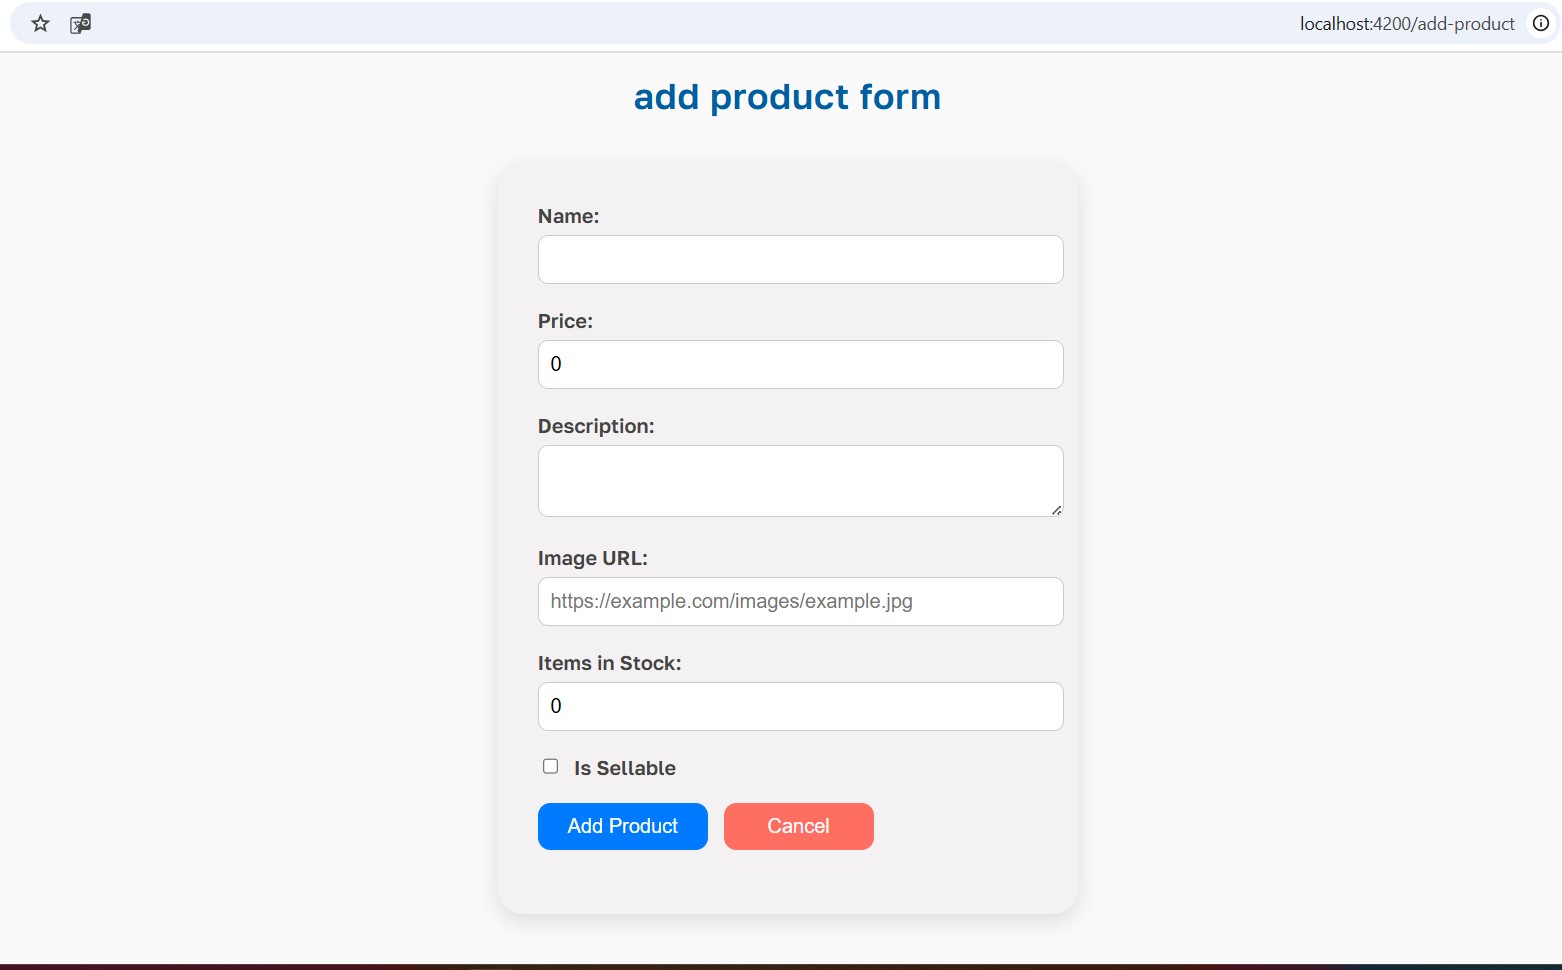 localhost:4200/add-product
add product form
Name:
Price:
0
Description:
Image URL:
https://example.com/images/example.jpg
Items in Stock:
0
Is Sellable
Add Product Cancel